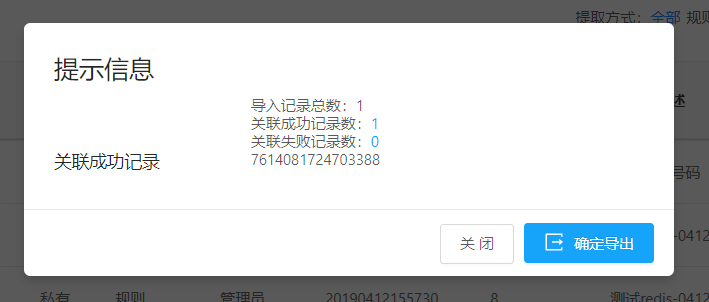 提取方式： 全部 规则
述
提示信息
导入记录总数：1
关联成功记录数：1
关联失败记录数：0
关联成功记录 7614081724703388
号码
关 闭 确定导出
-0412
私有 规则 管理员 20190412155730 8 测试redis-0412